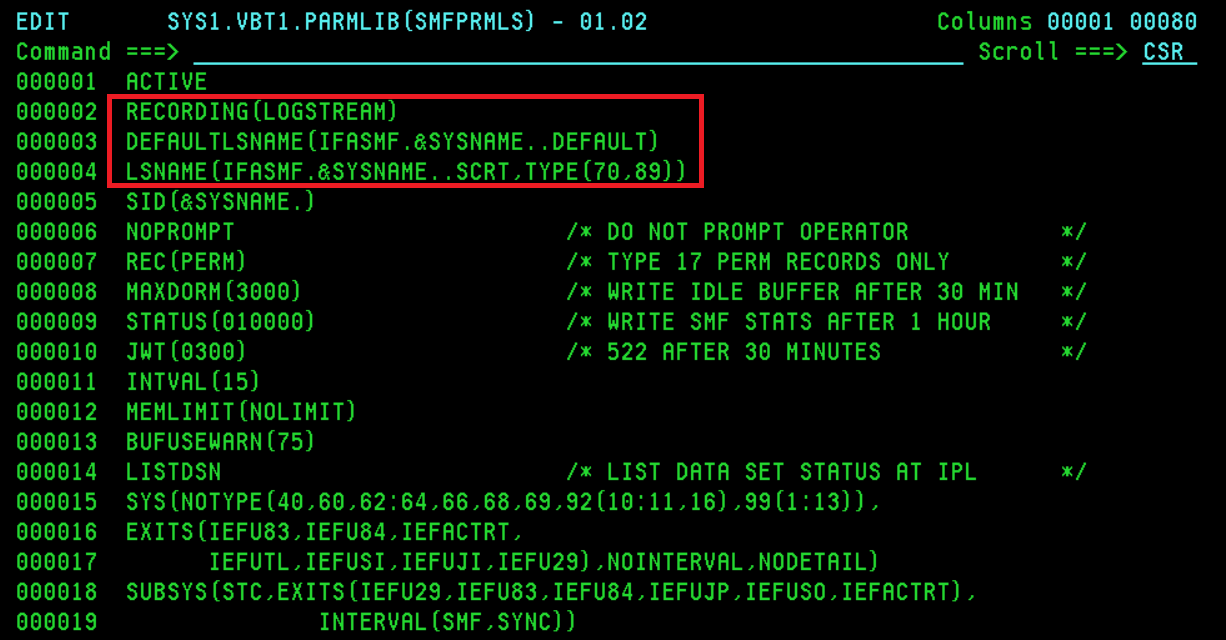 EDIT       SYS1.VBT1.PARMLIB(SMFPRMLS) - 01.02                     Columns 00001 00080
Command ===>                                                          Scroll ===> CSR
000001  ACTIVE
000002  RECORDING(LOGSTREAM)
000003  DEFAULTLSNAME(IFASMF.&SYSNAME..DEFAULT)
000004  LSNAME(IFASMF.&SYSNAME..SCRT,TYPE(70,89))
000005  SID(&SYSNAME.)
000006  NOPROMPT                        /* DO NOT PROMPT OPERATOR           */
000007  REC(PERM)                       /* TYPE 17 PERM RECORDS ONLY        */
000008  MAXDORM(3000)                   /* WRITE IDLE BUFFER AFTER 30 MIN   */
000009  STATUS(010000)                  /* WRITE SMF STATS AFTER 1 HOUR     */
000010  JWT(0300)                       /* 522 AFTER 30 MINUTES             */
000011  INTVAL(15)
000012  MEMLIMIT(NOLIMIT)
000013  BUFUSEWARN(75)
000014  LISTDSN                         /* LIST DATA SET STATUS AT IPL      */
000015  SYS(NOTYPE(40,60,62:64,66,68,69,92(10:11,16),99(1:13)),
000016  EXITS(IEFU83,IEFU84,IEFACTRT,
000017        IEFUTL,IEFUSI,IEFUJI,IEFU29),NOINTERVAL,NODETAIL)
000018  SUBSYS(STC,EXITS(IEFU29,IEFU83,IEFU84,IEFUJP,IEFUSO,IEFACTRT),
000019                INTERVAL(SMF,SYNC))